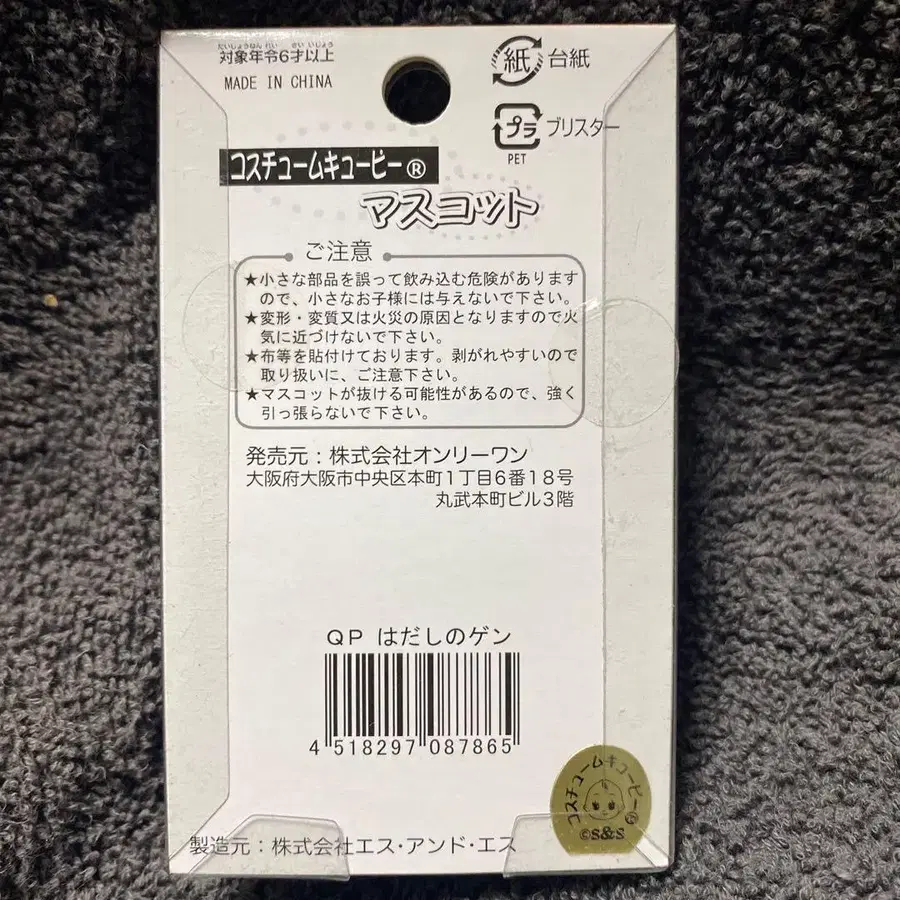 たいしょうねんれい さいいじょう
対象年令6才以上
MADE IN CHINA
紙 台紙
プラ ブリスター
PET
コスチュームキューピー®
マスコット
ご注意
★小さな部品を誤って飲み込む危険があります
ので、小さなお子様には与えないで下さい。
★変形・変質又は火災の原因となりますので火
気に近づけないで下さい。
★布等を貼付けております。剥がれやすいので
取り扱いに、ご注意下さい。
★マスコットが抜ける可能性があるので、強く
引っ張らないで下さい。
発売元：株式会社オンリーワン
大阪府大阪市中央区本町1丁目6番18号
丸武本町ビル3階
QP はだしのゲン
4 518297 087865
コスチュームキューピー®
©S&S
製造元：株式会社エス・アンド・エス